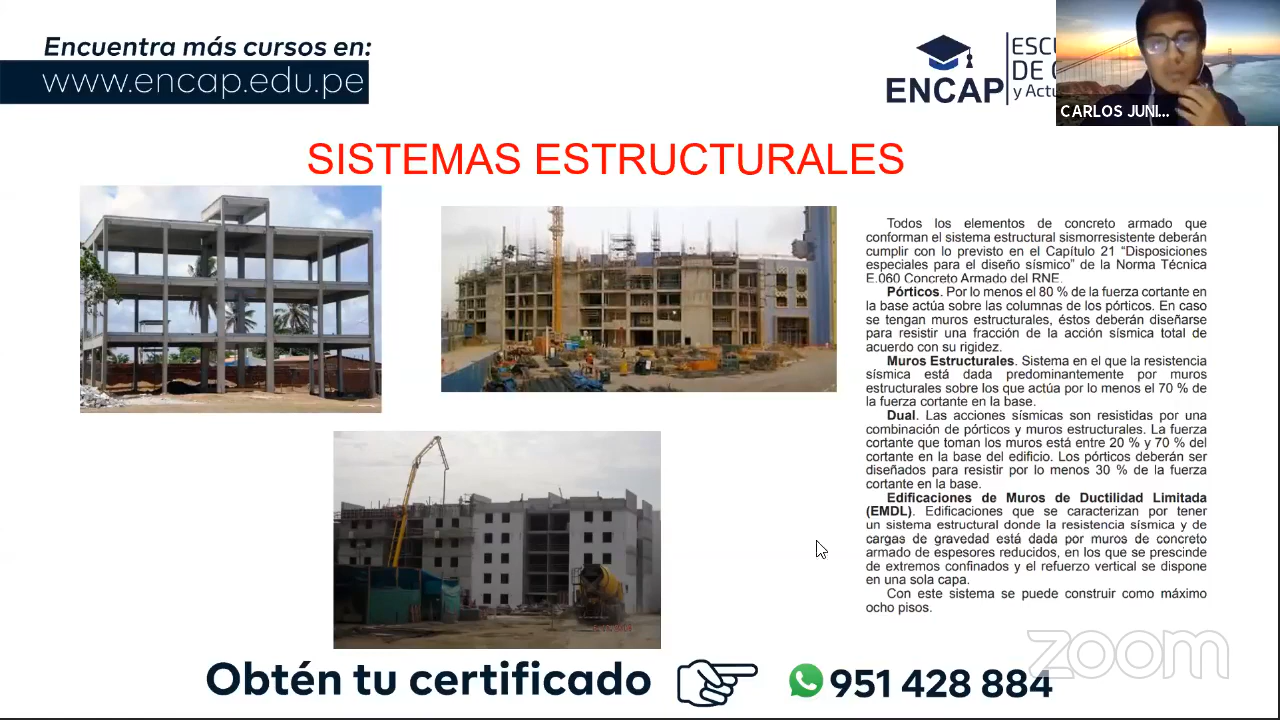 Encuentra más cursos en:
www.encap.edu.pe
ENCAP
DE
y Actu
CARLOS JUNI...
SISTEMAS ESTRUCTURALES
Todos los elementos de concreto armado que
conforman el sistema estructural sismorresistente deberán
cumplir con lo previsto en el Capítulo 21 “Disposiciones
especiales para el diseño sísmico” de la Norma Técnica
E.060 Concreto Armado del RNE.
Pórticos. Por lo menos el 80 % de la fuerza cortante en
la base actúa sobre las columnas de los pórticos. En caso
se tengan muros estructurales, éstos deberán diseñarse
para resistir una fracción de la acción sísmica total de
acuerdo con su rigidez.
Muros Estructurales. Sistema en el que la resistencia
sísmica está dada predominantemente por muros
estructurales sobre los que actúa por lo menos el 70 % de
la fuerza cortante en la base.
Dual. Las acciones sísmicas son resistidas por una
combinación de pórticos y muros estructurales. La fuerza
cortante que toman los muros está entre 20 % y 70 % del
cortante en la base del edificio. Los pórticos deberán ser
diseñados para resistir por lo menos 30 % de la fuerza
cortante en la base.
Edificaciones de Muros de Ductilidad Limitada
(EMDL). Edificaciones que se caracterizan por tener
un sistema estructural donde la resistencia sísmica y de
cargas de gravedad está dada por muros de concreto
armado de espesores reducidos, en los que se prescinde
de extremos confinados y el refuerzo vertical se dispone
en una sola capa.
Con este sistema se puede construir como máximo
ocho pisos.
zoom
Obtén tu certificado
951 428 884